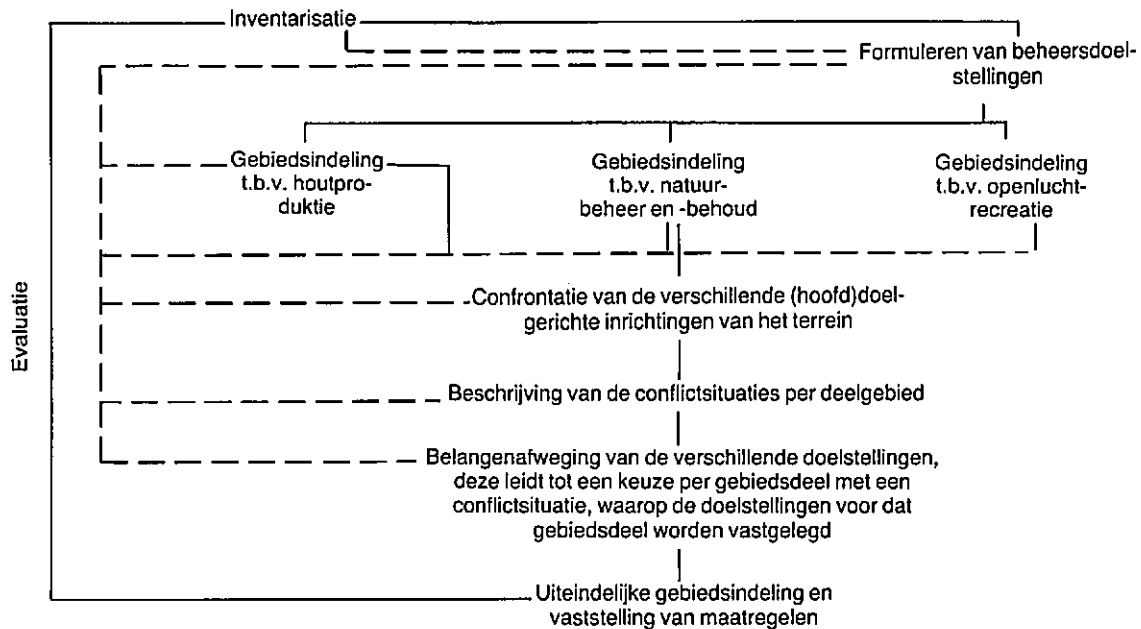 Inventarisatie
Formuleren van beheersdoel-
stellingen
Gebiedsindeling
t.b.v. houtpro-
duktie
Gebiedsindeling
t.b.v. natuur-
beheer en -behoud
Gebiedsindeling
t.b.v. openlucht-
recreatie
Evaluatie
Confrontatie van de verschillende (hoofd)doel-
gerichte inrichtingen van het terrein
Beschrijving van de conflictsituaties per deelgebied
Belangenafweging van de verschillende doelstellingen,
deze leidt tot een keuze per gebiedsdeel met een
conflictsituatie, waarop de doelstellingen voor dat
gebiedsdeel worden vastgelegd
Uiteindelijke gebiedsindeling en
vaststelling van maatregelen